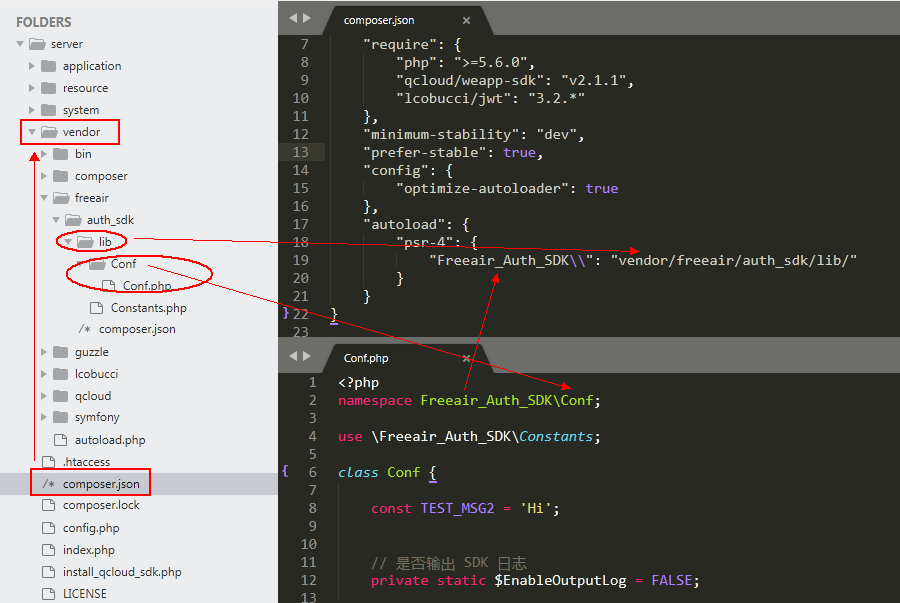 FOLDERS
server
application
resource
system
vendor
bin
composer
freeair
auth_sdk
lib
Conf
Conf.php
Constants.php
/* composer.json
guzzle
lcobucci
qcloud
symfony
autoload.php
.htaccess
/* composer.json
composer.lock
config.php
index.php
install_qcloud_sdk.php
LICENSE
composer.json ×
7 "require": {
8 "php": ">=5.6.0",
9 "qcloud/weapp-sdk": "v2.1.1",
10 "lcobucci/jwt": "3.2.*"
11 },
12 "minimum-stability": "dev",
13 "prefer-stable": true,
14 "config": {
15 "optimize-autoloader": true
16 },
17 "autoload": {
18 "psr-4": {
19 "Freeair_Auth_SDK\\": "vendor/freeair/auth_sdk/lib/"
20 }
21 }
} 22 }
23
Conf.php ×
1 <?php
2 namespace Freeair_Auth_SDK\Conf;
3
4 use \Freeair_Auth_SDK\Constants;
5
{ 6 class Conf {
7
8 const TEST_MSG2 = 'Hi';
9
10
11 // 是否输出 SDK 日志
12 private static $EnableOutputLog = FALSE;
13